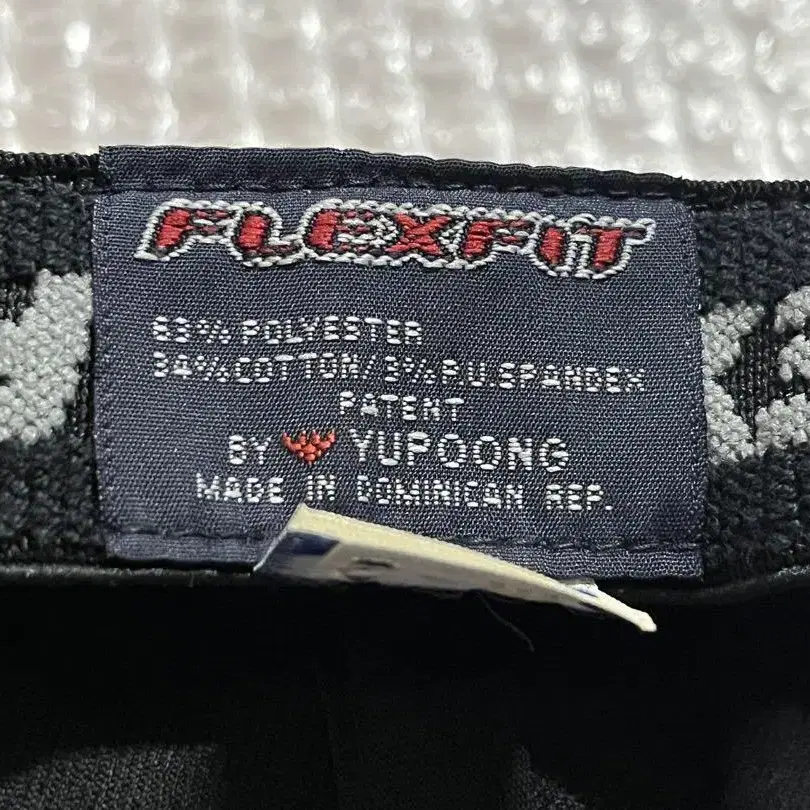 FLEXFIT
63% POLYESTER
34% COTTON/3% P.U.SPANDEX
PATENT
BY YUPOONG
MADE IN DOMINICAN REP.